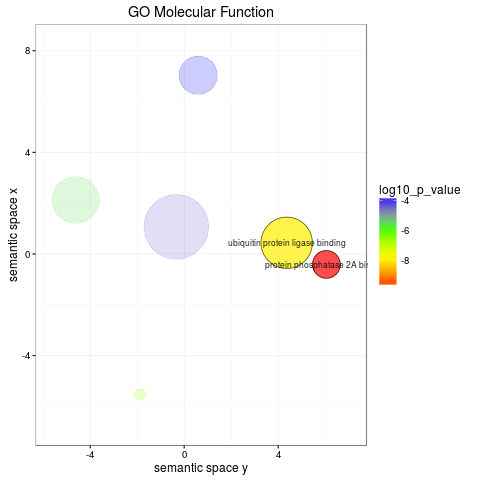 GO Molecular Function
8
4
0
-4
semantic space x
ubiquitin protein ligase binding
protein phosphatase 2A bi
-4
0
4
semantic space y
log10_p_value
-4
-6
-8